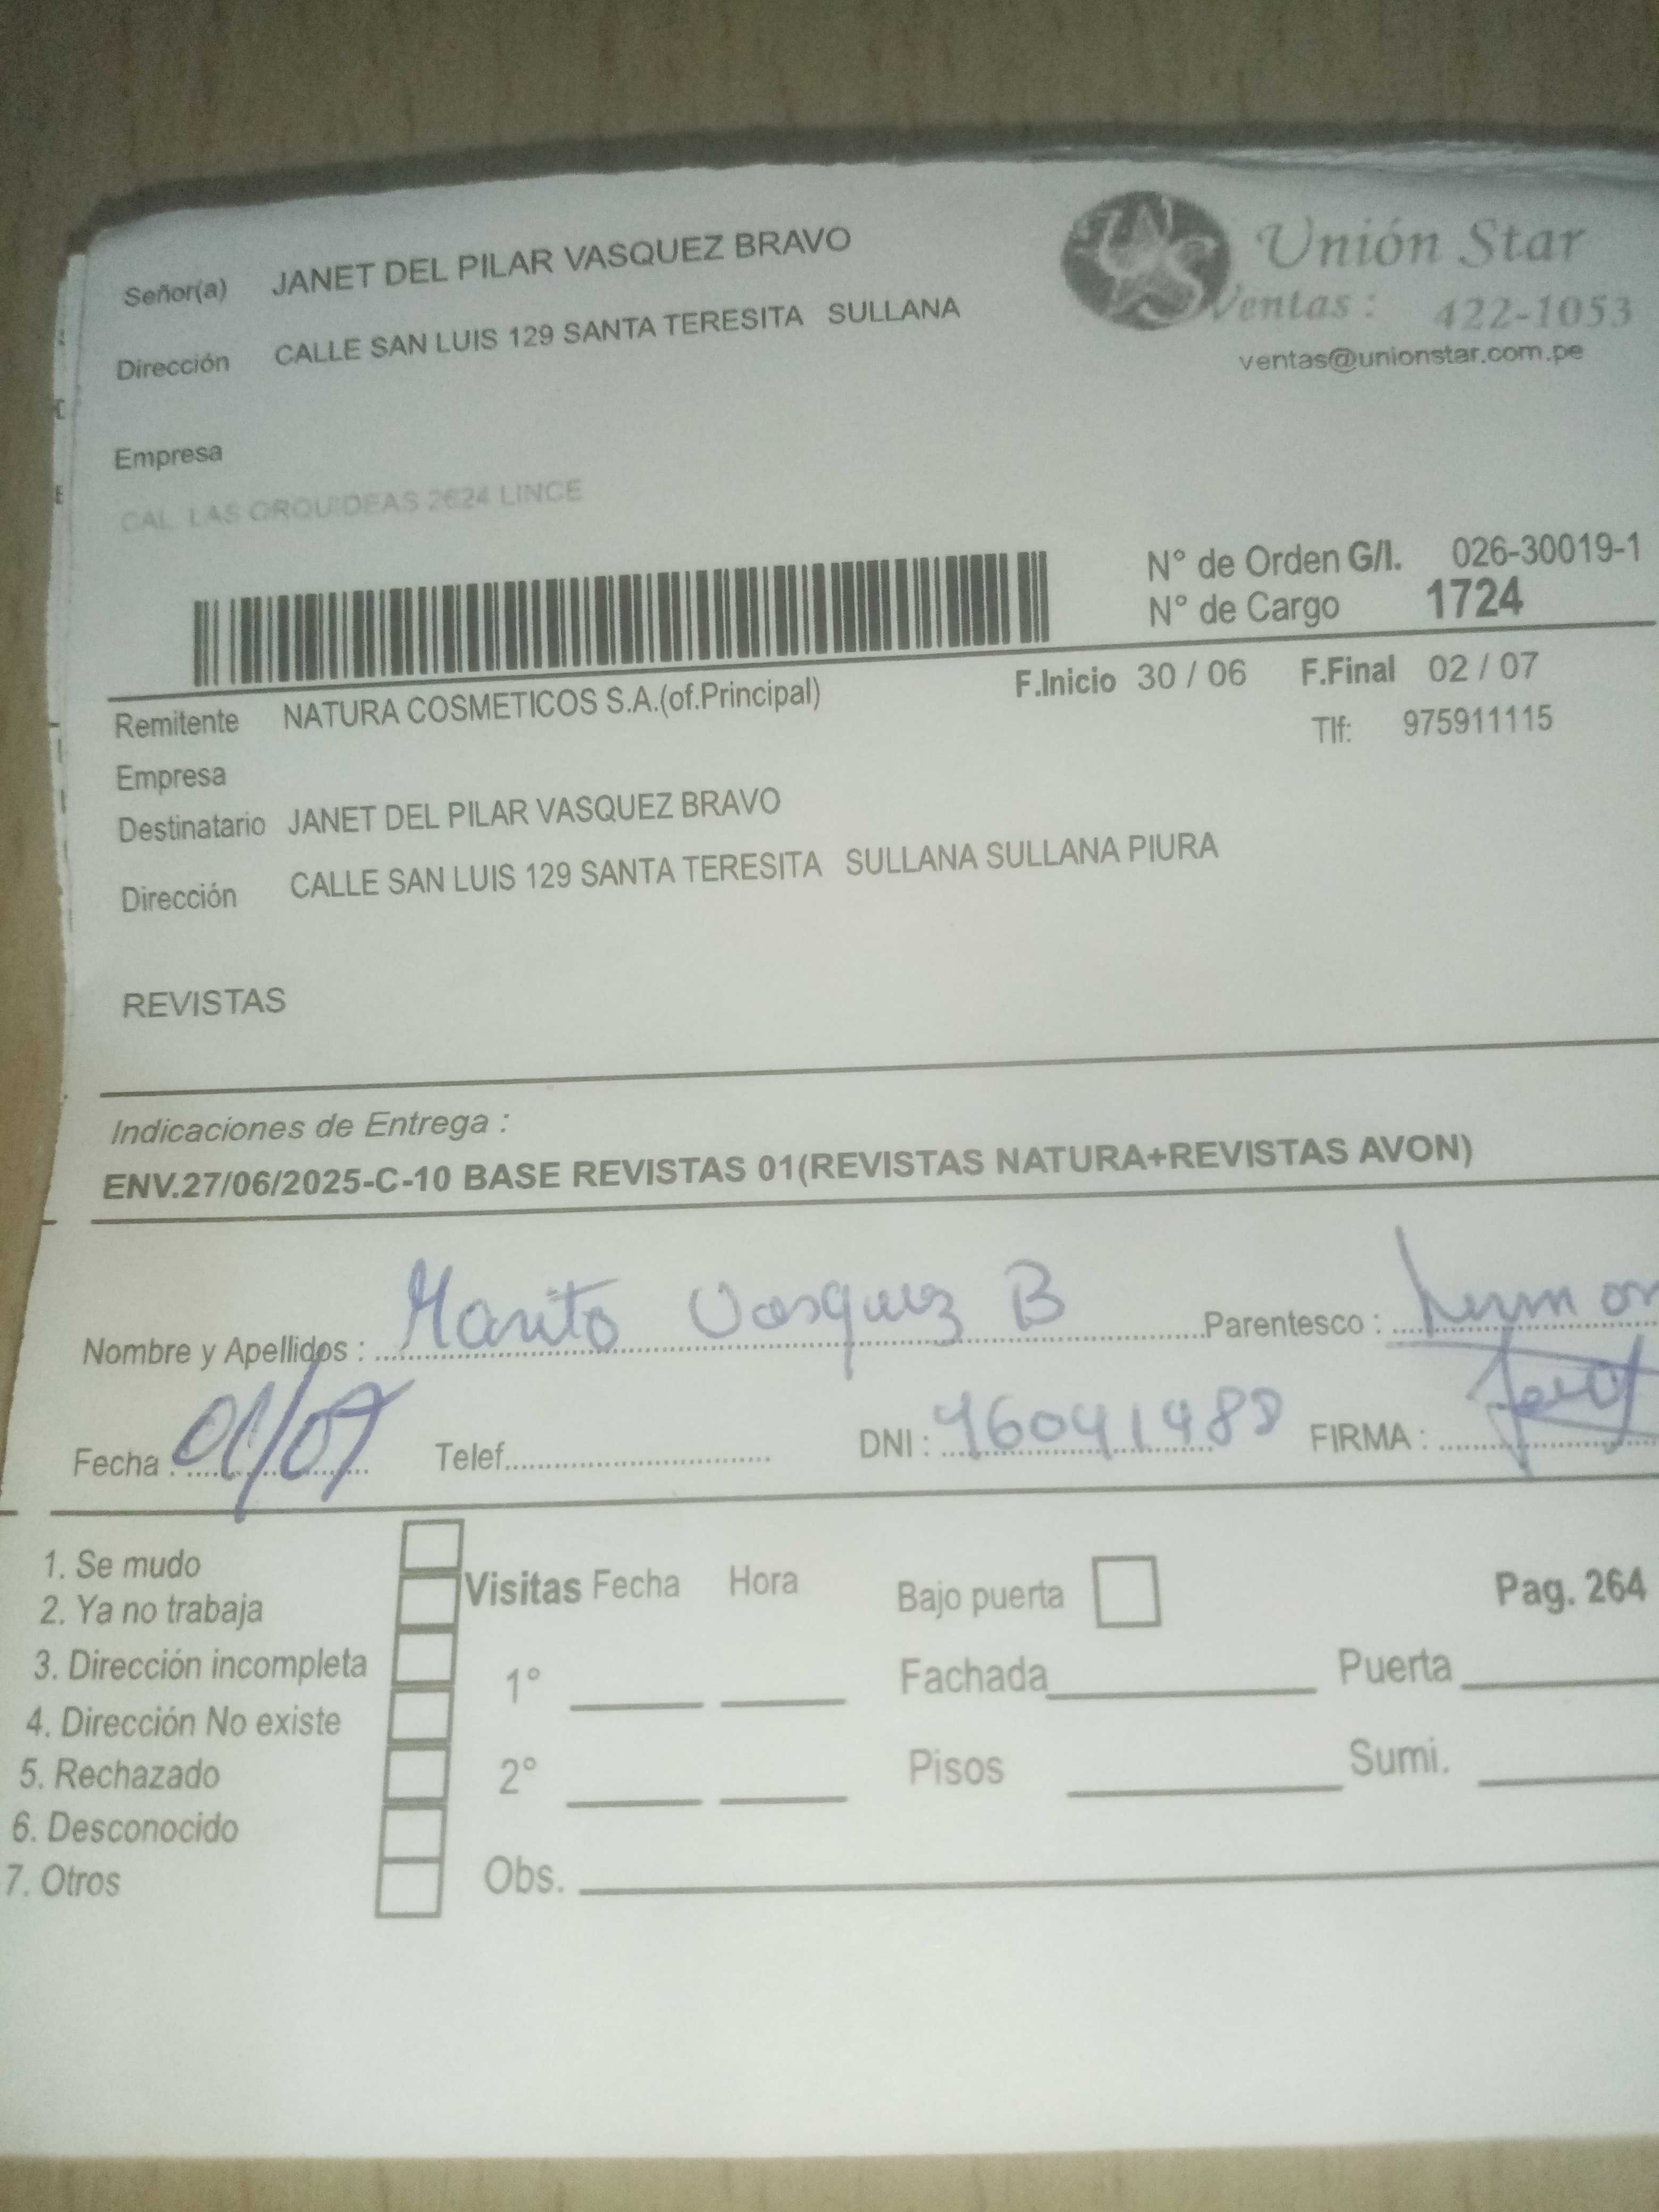 Señor(a) JANET DEL PILAR VASQUEZ BRAVO
Dirección CALLE SAN LUIS 129 SANTA TERESITA SULLANA
Unión Star
Ventas : 422-1053
ventas@unionstar.com.pe
Empresa
CAL. LAS ORQUIDEAS 2624 LINCE
N° de Orden G/I. 026-30019-1
N° de Cargo 1724
Remitente NATURA COSMETICOS S.A.(of.Principal)
F.Inicio 30 / 06 F.Final 02 / 07
Tlf: 975911115
Empresa
Destinatario JANET DEL PILAR VASQUEZ BRAVO
Dirección CALLE SAN LUIS 129 SANTA TERESITA SULLANA SULLANA PIURA
REVISTAS
Indicaciones de Entrega :
ENV.27/06/2025-C-10 BASE REVISTAS 01(REVISTAS NATURA+REVISTAS AVON)
Nombre y Apellidos : Vasquez B Parentesco :
Fecha : 01/07 Telef. DNI : 46041488 FIRMA :
1. Se mudo
2. Ya no trabaja
3. Dirección incompleta
4. Dirección No existe
5. Rechazado
6. Desconocido
7. Otros
Visitas Fecha Hora
1°
2°
Obs.
Bajo puerta Pag. 264
Fachada Puerta
Pisos Sumi.